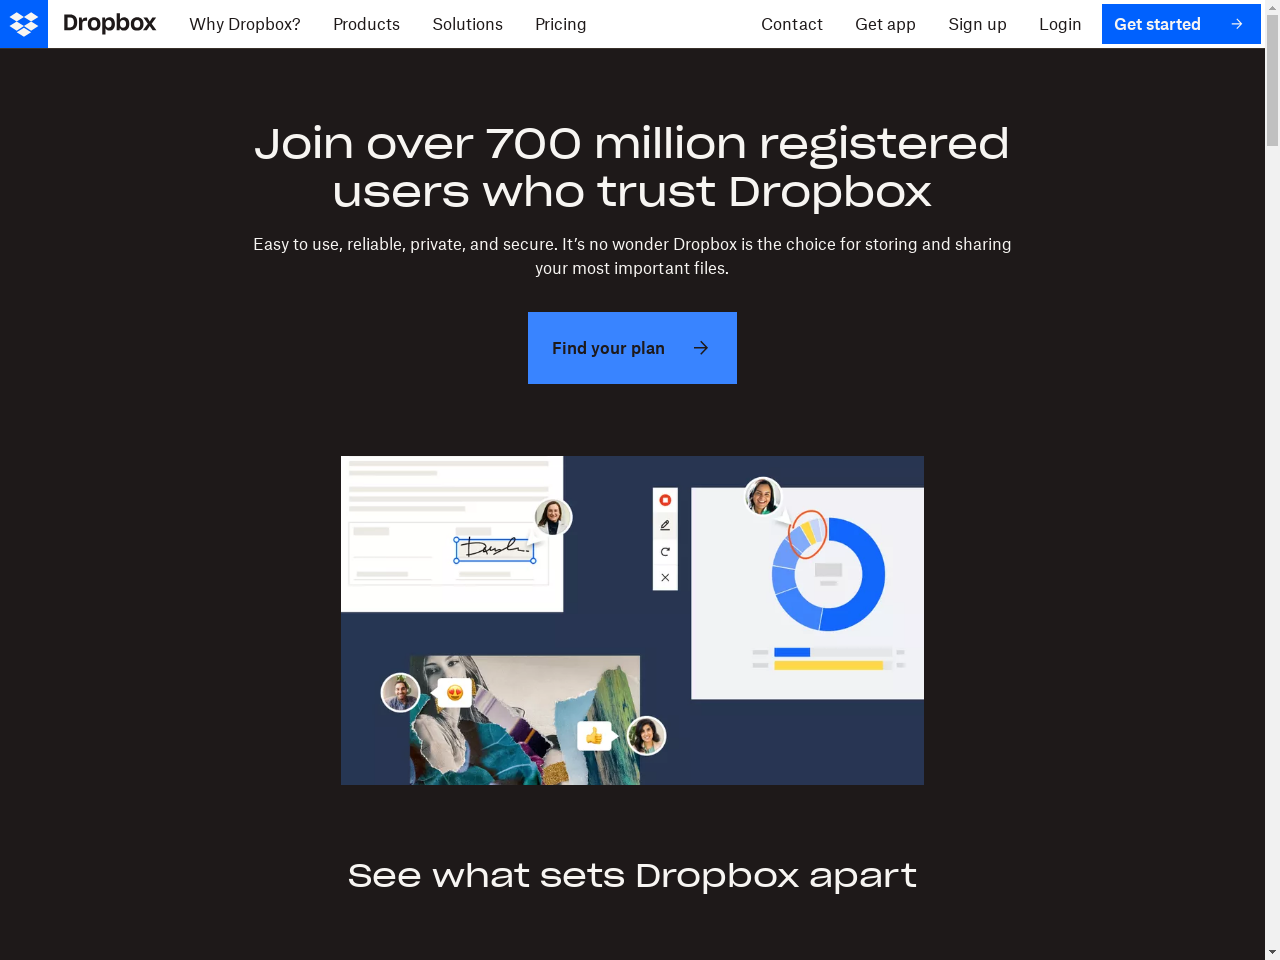 Dropbox
Why Dropbox?
Products
Solutions
Pricing
Contact
Get app
Sign up
Login
Get started
Join over 700 million registered
users who trust Dropbox
Easy to use, reliable, private, and secure. It’s no wonder Dropbox is the choice for storing and sharing
your most important files.
Find your plan
See what sets Dropbox apart